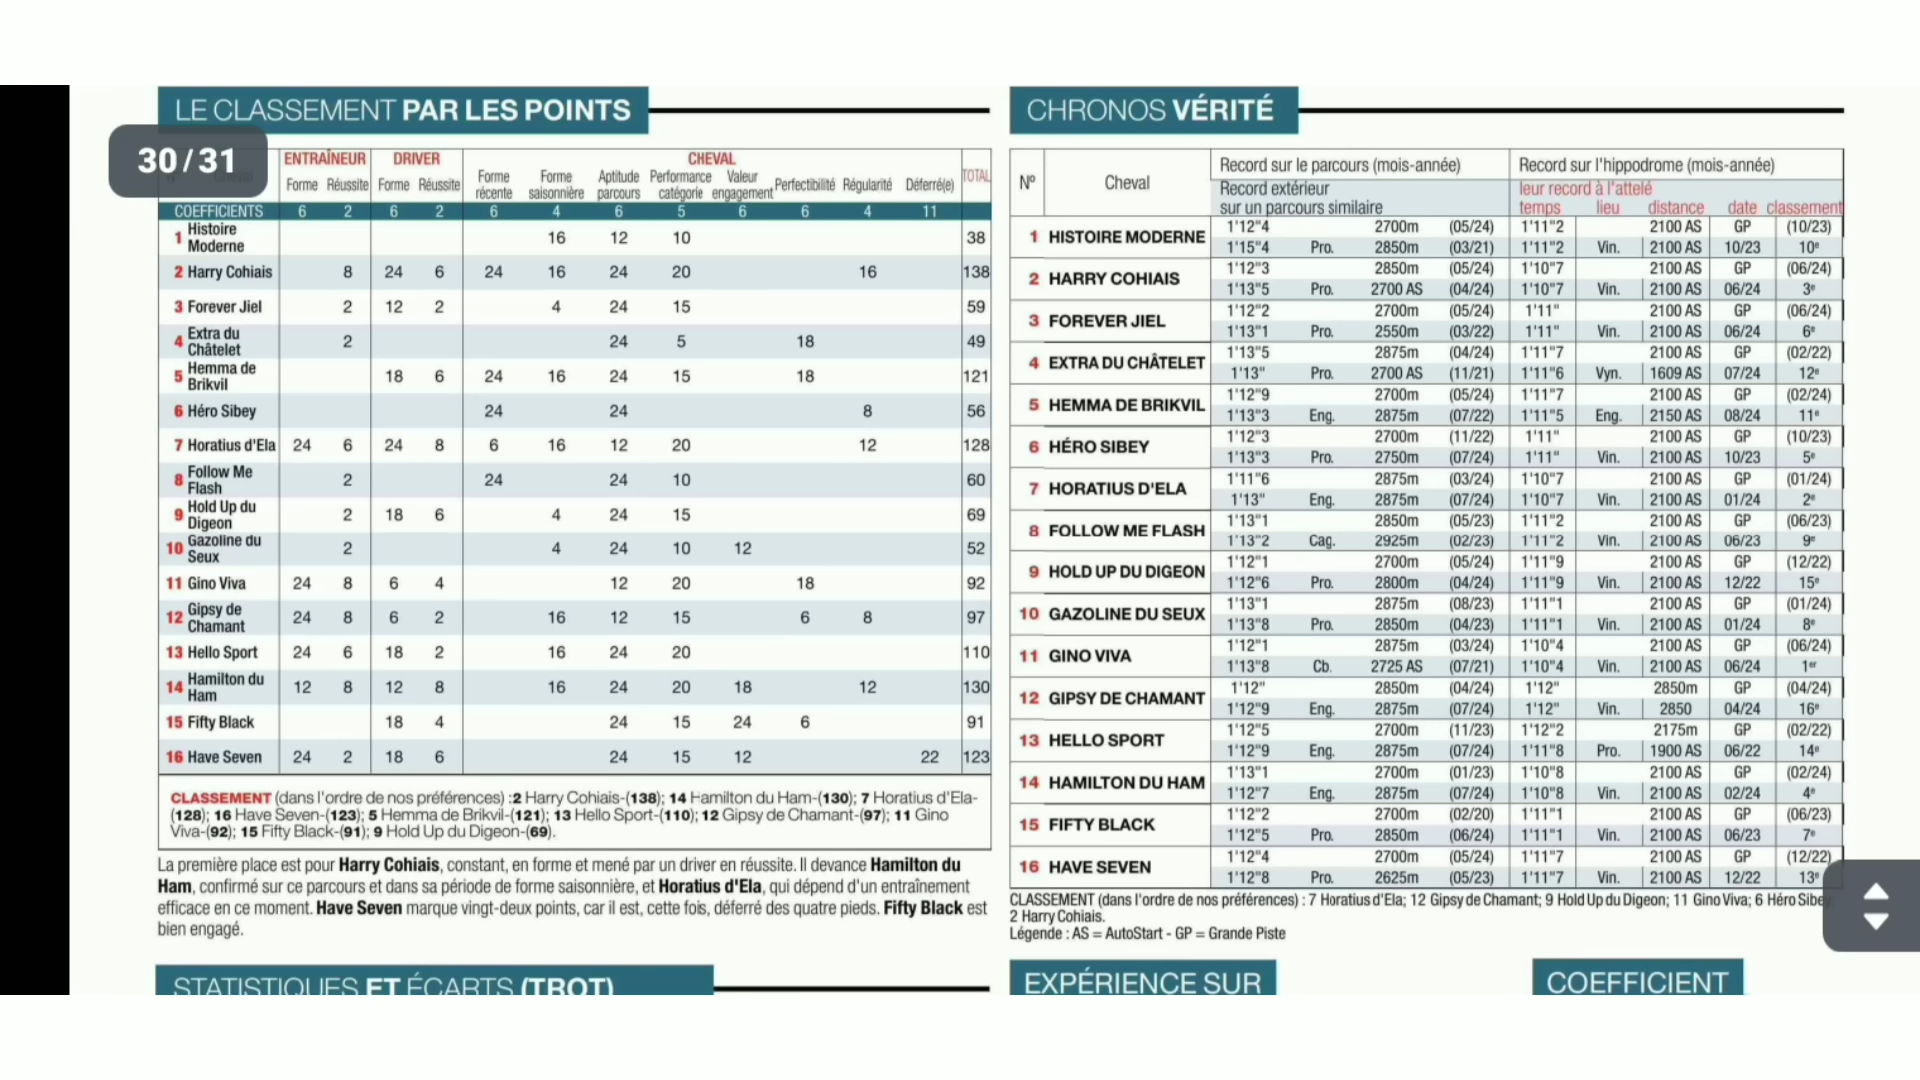 LE CLASSEMENT PAR LES POINTS
30/31
ENTRAÎNEUR DRIVER CHEVAL TOTAL
Forme Réussite Forme Réussite Forme récente Forme saisonnière Aptitude parcours Performance catégorie Valeur engagement Perfectibilité Régularité Déferré(e)
COEFFICIENTS 6 2 6 2 6 4 6 5 6 6 4 11
1 Histoire Moderne 16 12 10 38
2 Harry Cohiais 8 24 6 24 16 24 20 16 138
3 Forever Jiel 2 12 2 4 24 15 59
4 Extra du Châtelet 2 24 5 18 49
5 Hemma de Brikvil 18 6 24 16 24 15 18 121
6 Héro Sibey 24 24 8 56
7 Horatius d'Ela 24 6 24 8 6 16 12 20 12 128
8 Follow Me Flash 2 24 24 10 60
9 Hold Up du Digeon 2 18 6 4 24 15 69
10 Gazoline du Seux 2 4 24 10 12 52
11 Gino Viva 24 8 6 4 12 20 18 92
12 Gipsy de Chamant 24 8 6 2 16 12 15 6 8 97
13 Hello Sport 24 6 18 2 16 24 20 110
14 Hamilton du Ham 12 8 12 8 16 24 20 18 12 130
15 Fifty Black 18 4 24 15 24 6 91
16 Have Seven 24 2 18 6 24 15 12 22 123
CLASSEMENT (dans l'ordre de nos préférences) :2 Harry Cohiais-(138); 14 Hamilton du Ham-(130); 7 Horatius d'Ela-
(128); 16 Have Seven-(123); 5 Hemma de Brikvil-(121); 13 Hello Sport-(110); 12 Gipsy de Chamant-(97); 11 Gino
Viva-(92); 15 Fifty Black-(91); 9 Hold Up du Digeon-(69).
La première place est pour Harry Cohiais, constant, en forme et mené par un driver en réussite. Il devance Hamilton du
Ham, confirmé sur ce parcours et dans sa période de forme saisonnière, et Horatius d'Ela, qui dépend d'un entraînement
efficace en ce moment. Have Seven marque vingt-deux points, car il est, cette fois, déferré des quatre pieds. Fifty Black est
bien engagé.
STATISTIQUES ET ÉCARTS (TROT)
CHRONOS VÉRITÉ
Nº Cheval Record sur le parcours (mois-année) Record sur l'hippodrome (mois-année)
Record extérieur leur record à l'attelé
sur un parcours similaire temps lieu distance date classement
1 HISTOIRE MODERNE 1'12"4 2700m (05/24) 1'11"2 2100 AS GP (10/23)
1'15"4 Pro. 2850m (03/21) 1'11"2 Vin. 2100 AS 10/23 10e
2 HARRY COHIAIS 1'12"3 2850m (05/24) 1'10"7 2100 AS GP (06/24)
1'13"5 Pro. 2700 AS (04/24) 1'10"7 Vin. 2100 AS 06/24 3e
3 FOREVER JIEL 1'12"2 2700m (05/24) 1'11" 2100 AS GP (06/24)
1'13"1 Pro. 2550m (03/22) 1'11" Vin. 2100 AS 06/24 6e
4 EXTRA DU CHÂTELET 1'13"5 2875m (04/24) 1'11"7 2100 AS GP (02/22)
1'13" Pro. 2700 AS (11/21) 1'11"6 Vyn. 1609 AS 07/24 12e
5 HEMMA DE BRIKVIL 1'12"9 2700m (05/24) 1'11"7 2100 AS GP (02/24)
1'13"3 Eng. 2875m (07/22) 1'11"5 Eng. 2150 AS 08/24 11e
6 HÉRO SIBEY 1'12"3 2700m (11/22) 1'11" 2100 AS GP (10/23)
1'13"3 Pro. 2750m (07/24) 1'11" Vin. 2100 AS 10/23 5e
7 HORATIUS D'ELA 1'11"6 2875m (03/24) 1'10"7 2100 AS GP (01/24)
1'13" Eng. 2875m (07/24) 1'10"7 Vin. 2100 AS 01/24 2e
8 FOLLOW ME FLASH 1'13"1 2850m (05/23) 1'11"2 2100 AS GP (06/23)
1'13"2 Cag. 2925m (02/23) 1'11"2 Vin. 2100 AS 06/23 9e
9 HOLD UP DU DIGEON 1'12"1 2700m (05/24) 1'11"9 2100 AS GP (12/22)
1'12"6 Pro. 2800m (04/24) 1'11"9 Vin. 2100 AS 12/22 15e
10 GAZOLINE DU SEUX 1'13"1 2875m (08/23) 1'11"1 2100 AS GP (01/24)
1'13"8 Pro. 2850m (04/23) 1'11"1 Vin. 2100 AS 01/24 8e
11 GINO VIVA 1'12"1 2875m (03/24) 1'10"4 2100 AS GP (06/24)
1'13"8 Cb. 2725 AS (07/21) 1'10"4 Vin. 2100 AS 06/24 1er
12 GIPSY DE CHAMANT 1'12" 2850m (04/24) 1'12" 2850m GP (04/24)
1'12"9 Eng. 2875m (07/24) 1'12" Vin. 2850 04/24 16e
13 HELLO SPORT 1'12"5 2700m (11/23) 1'12"2 2175m GP (02/22)
1'12"9 Eng. 2875m (07/24) 1'11"8 Pro. 1900 AS 06/22 14e
14 HAMILTON DU HAM 1'13"1 2700m (01/23) 1'10"8 2100 AS GP (02/24)
1'12"7 Eng. 2875m (07/24) 1'10"8 Vin. 2100 AS 02/24 4e
15 FIFTY BLACK 1'12"2 2700m (02/20) 1'11"1 2100 AS GP (06/23)
1'12"5 Pro. 2850m (06/24) 1'11"1 Vin. 2100 AS 06/23 7e
16 HAVE SEVEN 1'12"4 2700m (05/24) 1'11"7 2100 AS GP (12/22)
1'12"8 Pro. 2625m (05/23) 1'11"7 Vin. 2100 AS 12/22 13e
CLASSEMENT (dans l'ordre de nos préférences) : 7 Horatius d'Ela; 12 Gipsy de Chamant; 9 Hold Up du Digeon; 11 Gino Viva; 6 Héro Sibey
2 Harry Cohiais.
Légende : AS = AutoStart - GP = Grande Piste
EXPÉRIENCE SUR
COEFFICIENT